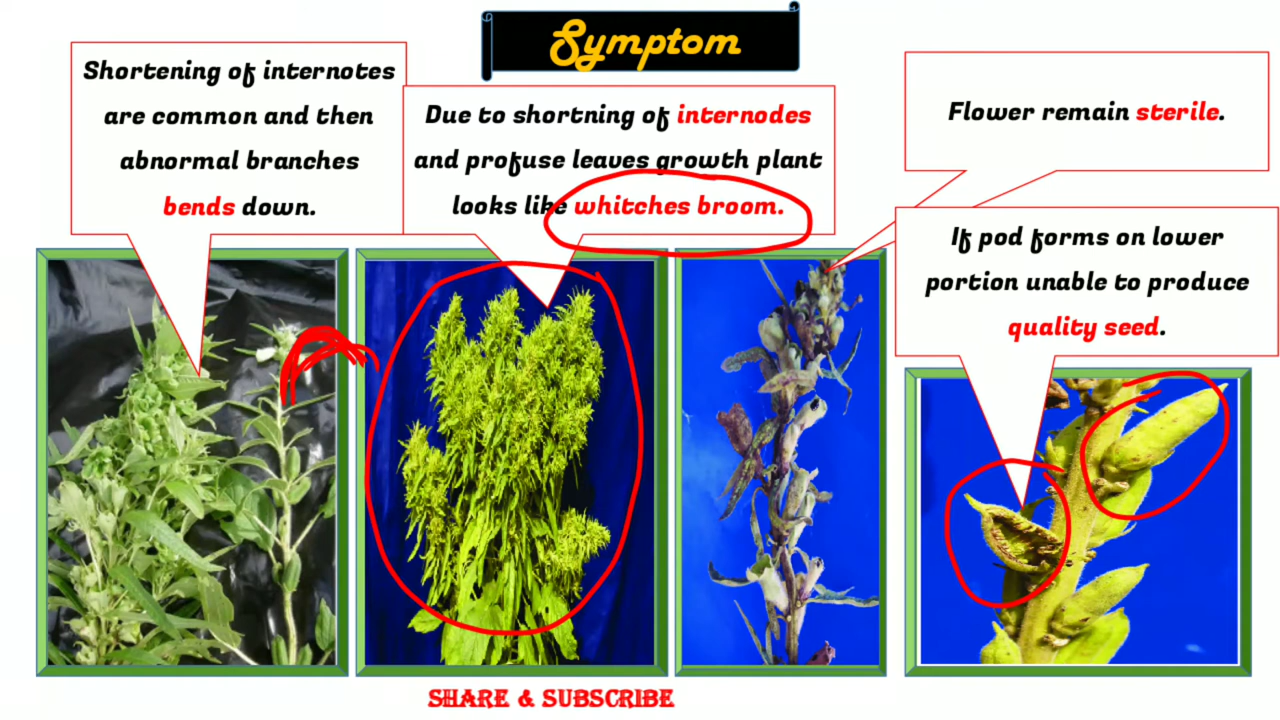 Symptom
Shortening of internotes
are common and then
abnormal branches
bends down.
Due to shortning of internodes
and profuse leaves growth plant
looks like whitches broom.
Flower remain sterile.
If pod forms on lower
portion unable to produce
quality seed.
SHARE & SUBSCRIBE